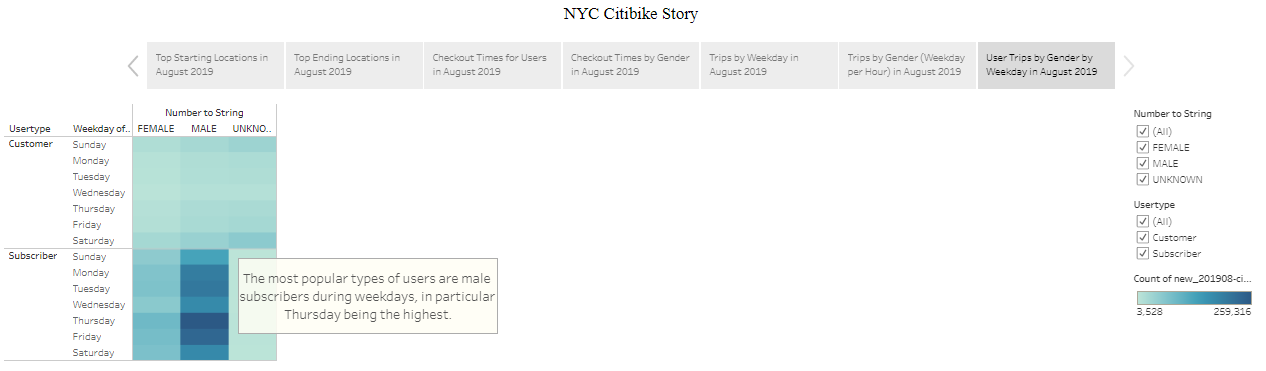 NYC Citibike Story
Top Starting Locations in
August 2019
Top Ending Locations in
August 2019
Checkout Times for Users
in August 2019
Checkout Times by Gender
in August 2019
Trips by Weekday in
August 2019
Trips by Gender (Weekday
per Hour) in August 2019
User Trips by Gender by
Weekday in August 2019
Number to String
Usertype Weekday of.. FEMALE MALE UNKNO..
Customer Sunday
Monday
Tuesday
Wednesday
Thursday
Friday
Saturday
Subscriber Sunday
Monday
Tuesday
Wednesday
Thursday
Friday
Saturday
The most popular types of users are male
subscribers during weekdays, in particular
Thursday being the highest.
Number to String
(All)
FEMALE
MALE
UNKNOWN
Usertype
(All)
Customer
Subscriber
Count of new_201908-ci...
3,528 259,316